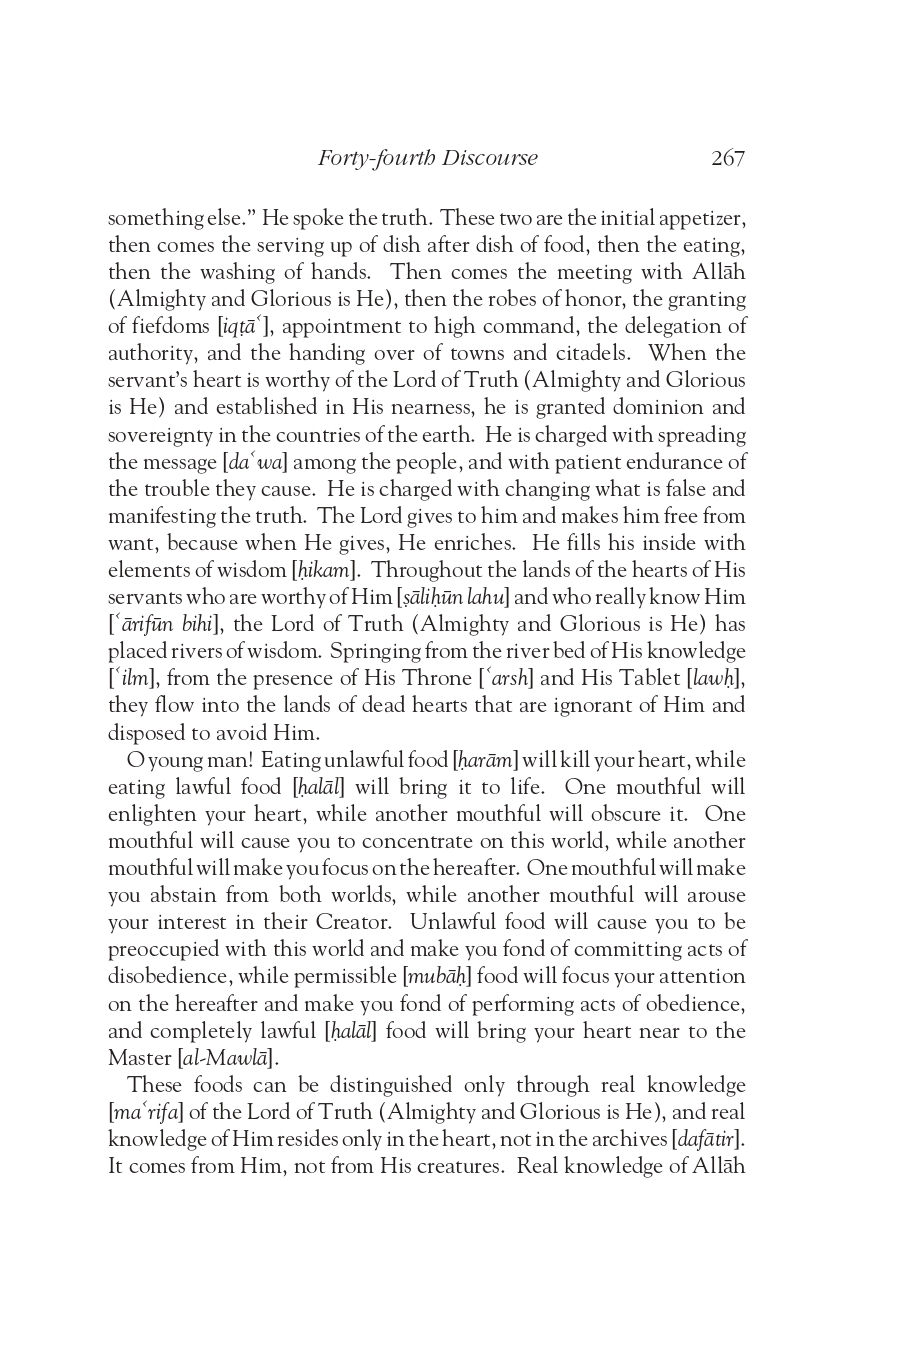 Forty-fourth Discourse 267
something else.” He spoke the truth. These two are the initial appetizer,
then comes the serving up of dish after dish of food, then the eating,
then the washing of hands. Then comes the meeting with Allāh
(Almighty and Glorious is He), then the robes of honor, the granting
of fiefdoms [iqṭāʿ], appointment to high command, the delegation of
authority, and the handing over of towns and citadels. When the
servant’s heart is worthy of the Lord of Truth (Almighty and Glorious
is He) and established in His nearness, he is granted dominion and
sovereignty in the countries of the earth. He is charged with spreading
the message [daʿwa] among the people, and with patient endurance of
the trouble they cause. He is charged with changing what is false and
manifesting the truth. The Lord gives to him and makes him free from
want, because when He gives, He enriches. He fills his inside with
elements of wisdom [ḥikam]. Throughout the lands of the hearts of His
servants who are worthy of Him [ṣāliḥūn lahu] and who really know Him
[ʿārifūn bihi], the Lord of Truth (Almighty and Glorious is He) has
placed rivers of wisdom. Springing from the river bed of His knowledge
[ʿilm], from the presence of His Throne [ʿarsh] and His Tablet [lawḥ],
they flow into the lands of dead hearts that are ignorant of Him and
disposed to avoid Him.
O young man! Eating unlawful food [ḥarām] will kill your heart, while
eating lawful food [ḥalāl] will bring it to life. One mouthful will
enlighten your heart, while another mouthful will obscure it. One
mouthful will cause you to concentrate on this world, while another
mouthful will make you focus on the hereafter. One mouthful will make
you abstain from both worlds, while another mouthful will arouse
your interest in their Creator. Unlawful food will cause you to be
preoccupied with this world and make you fond of committing acts of
disobedience, while permissible [mubāḥ] food will focus your attention
on the hereafter and make you fond of performing acts of obedience,
and completely lawful [ḥalāl] food will bring your heart near to the
Master [al-Mawlā].
These foods can be distinguished only through real knowledge
[maʿrifa] of the Lord of Truth (Almighty and Glorious is He), and real
knowledge of Him resides only in the heart, not in the archives [dafātir].
It comes from Him, not from His creatures. Real knowledge of Allāh